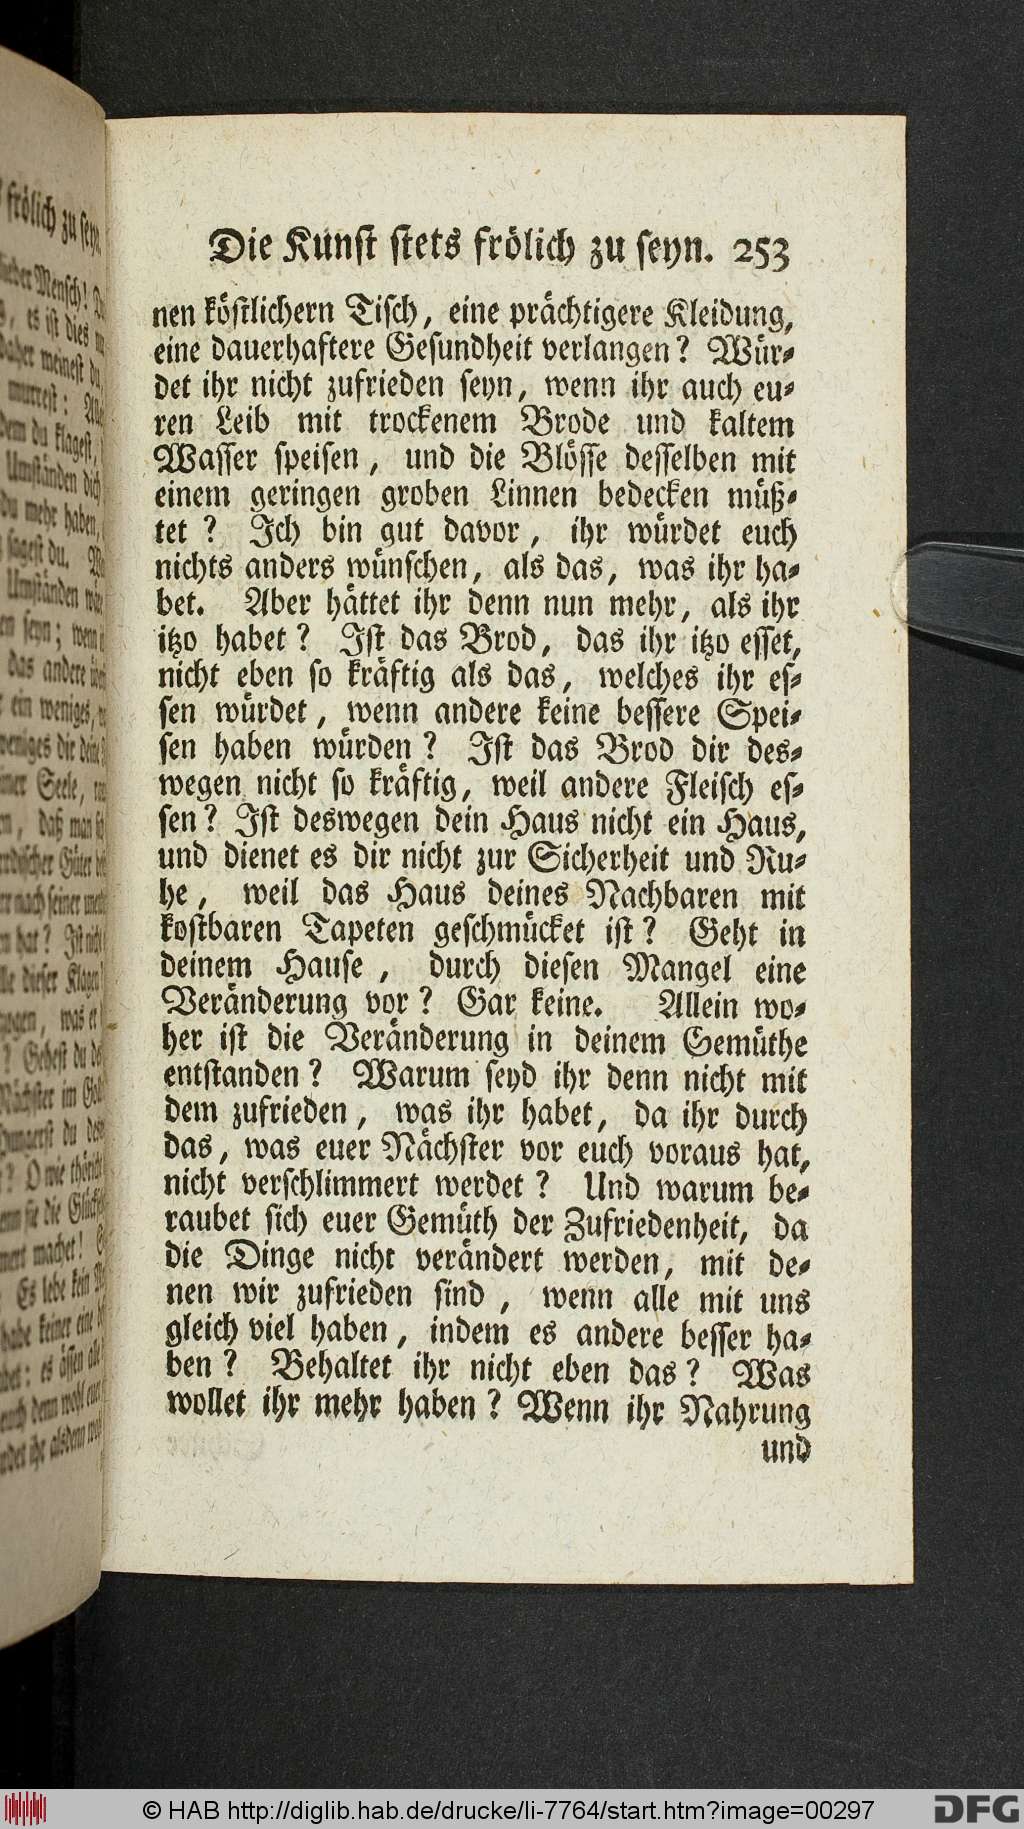 Die Kunst stets frölich zu seyn. 253
nen köstlichern Tisch, eine prächtigere Kleidung,
eine dauerhaftere Gesundheit verlangen? Wür-
det ihr nicht zufrieden seyn, wenn ihr auch eu-
ren Leib mit trockenem Brode und kaltem
Wasser speisen, und die Blösse desselben mit
einem geringen groben Linnen bedecken müß-
tet? Ich bin gut davor, ihr würdet euch
nichts anders wünschen, als das, was ihr ha-
bet. Aber hättet ihr denn nun mehr, als ihr
itzo habet? Ist das Brod, das ihr itzo esset,
nicht eben so kräftig als das, welches ihr es-
sen würdet, wenn andere keine bessere Spei-
sen haben würden? Ist das Brod dir des-
wegen nicht so kräftig, weil andere Fleisch es-
sen? Ist deswegen dein Haus nicht ein Haus,
und dienet es dir nicht zur Sicherheit und Ru-
he, weil das Haus deines Nachbaren mit
kostbaren Tapeten geschmücket ist? Geht in
deinem Hause, durch diesen Mangel eine
Veränderung vor? Gar keine. Allein wo-
her ist die Veränderung in deinem Gemüthe
entstanden? Warum seyd ihr denn nicht mit
dem zufrieden, was ihr habet, da ihr durch
das, was euer Nächster vor euch voraus hat,
nicht verschlimmert werdet? Und warum be-
raubet sich euer Gemüth der Zufriedenheit, da
die Dinge nicht verändert werden, mit de-
nen wir zufrieden sind, wenn alle mit uns
gleich viel haben, indem es andere besser ha-
ben? Behaltet ihr nicht eben das? Was
wollet ihr mehr haben? Wenn ihr Nahrung
und
© HAB http://diglib.hab.de/drucke/li-7764/start.htm?image=00297
DFG